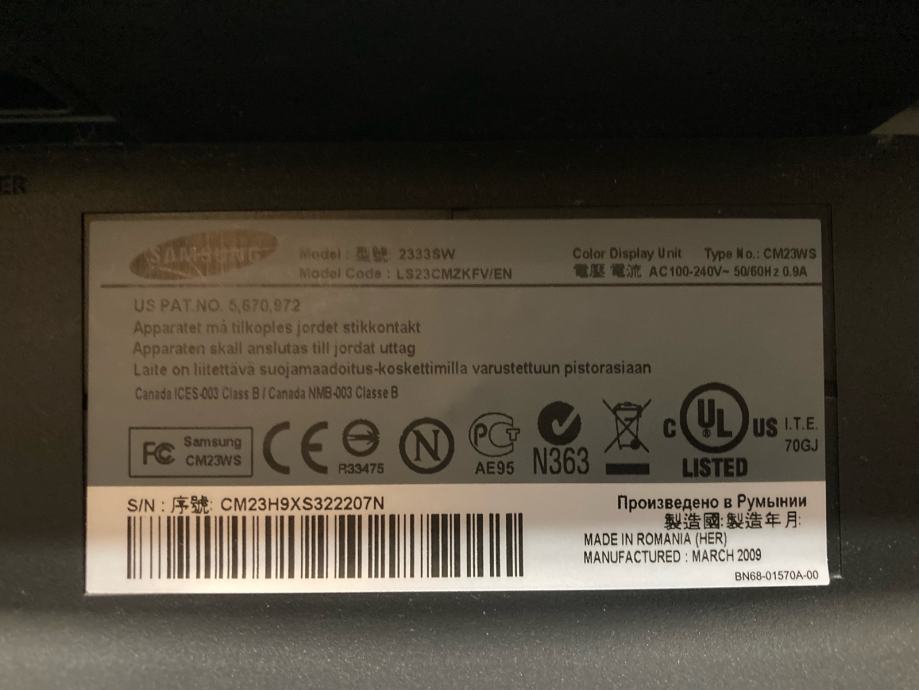 ER
SAMSUNG
Model : 型號: 2333SW
Model Code : LS23CMZKFV/EN
Color Display Unit Type No.: CM23WS
電壓 電流 AC100-240V~ 50/60Hz 0.9A
US PAT.NO. 5,670,972
Apparatet må tilkoples jordet stikkontakt
Apparaten skall anslutas till jordat uttag
Laite on liitettävä suojamaadoitus-koskettimilla varustettuun pistorasiaan
Canada ICES-003 Class B / Canada NMB-003 Classe B
FC Samsung
CM23WS
CE
R33475
N
PCT
AE95
N363
C UL US
LISTED
I.T.E.
70GJ
S/N : 序號: CM23H9XS322207N
Произведено в Румынии
製造國:製造年月:
MADE IN ROMANIA (HER)
MANUFACTURED : MARCH 2009
BN68-01570A-00